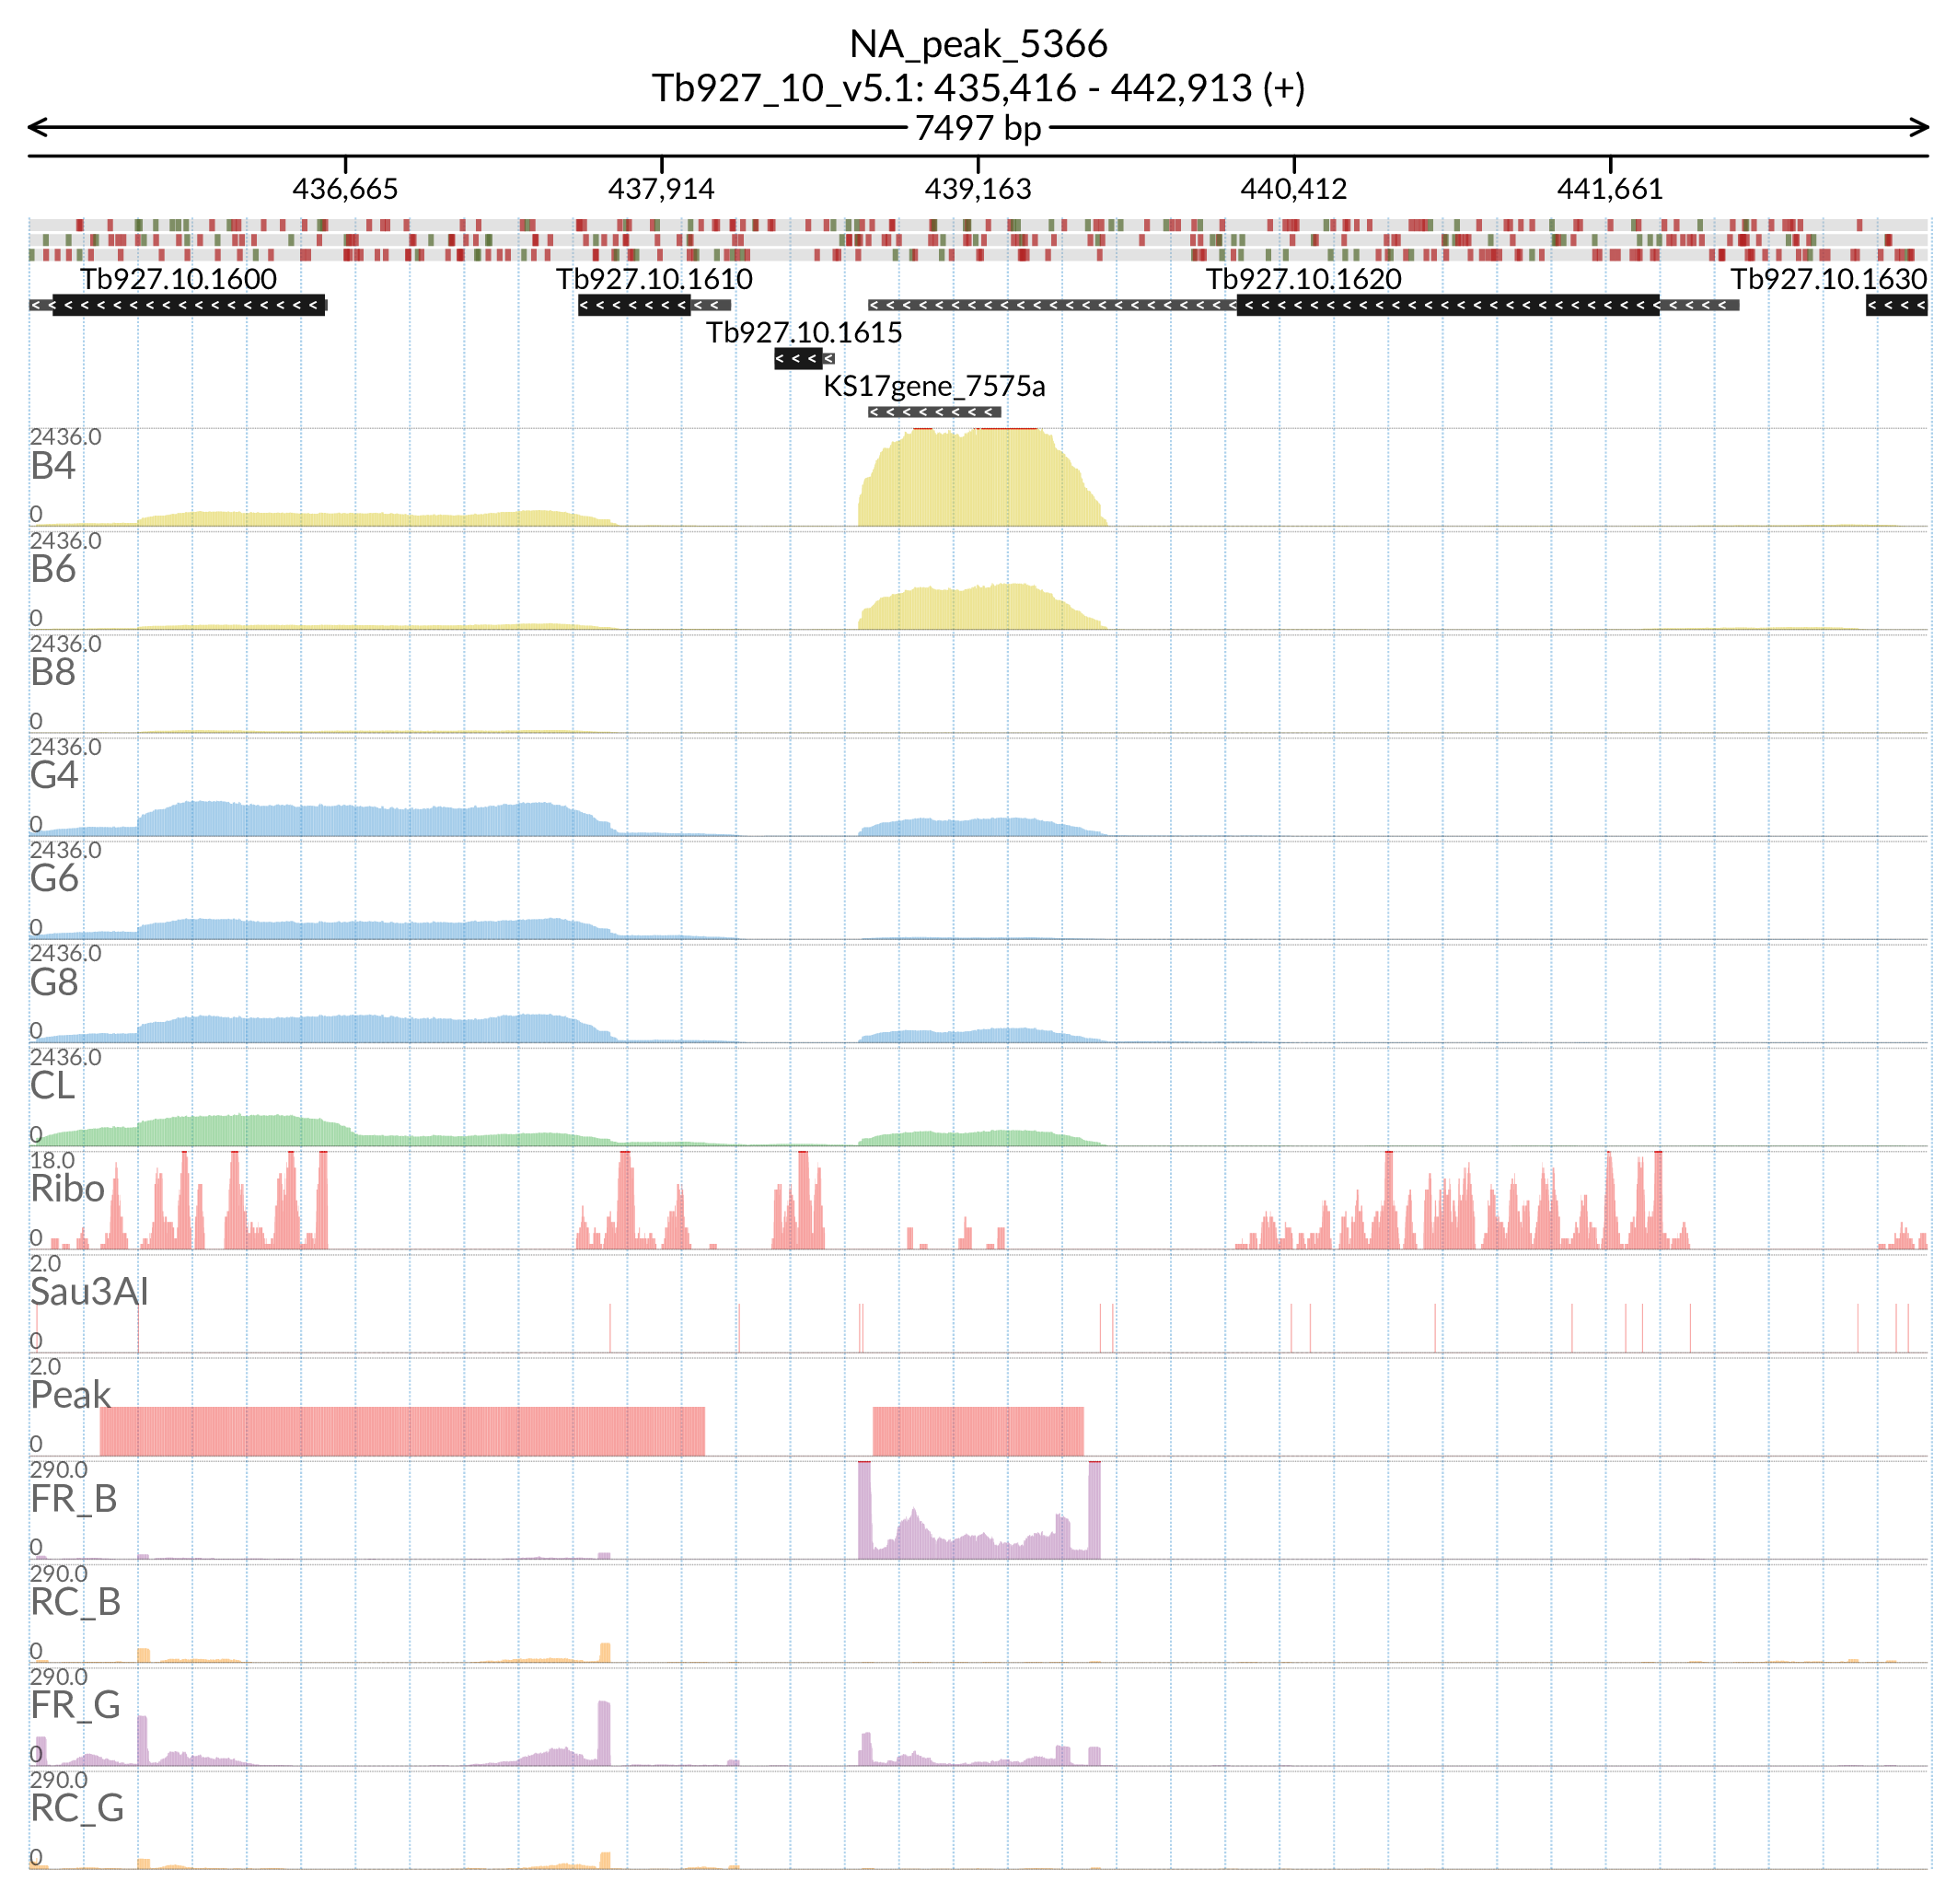 NA_peak_5366
Tb927_10_v5.1: 435,416 - 442,913 (+)
7497 bp
436,665 437,914 439,163 440,412 441,661
Tb927.10.1600 Tb927.10.1610 Tb927.10.1620 Tb927.10.1630
Tb927.10.1615
KS17gene_7575a
2436.0
B4
0
2436.0
B6
0
2436.0
B8
0
2436.0
G4
0
2436.0
G6
0
2436.0
G8
0
2436.0
CL
0
18.0
Ribo
0
2.0
Sau3AI
0
2.0
Peak
0
290.0
FR_B
0
290.0
RC_B
0
290.0
FR_G
0
290.0
RC_G
0